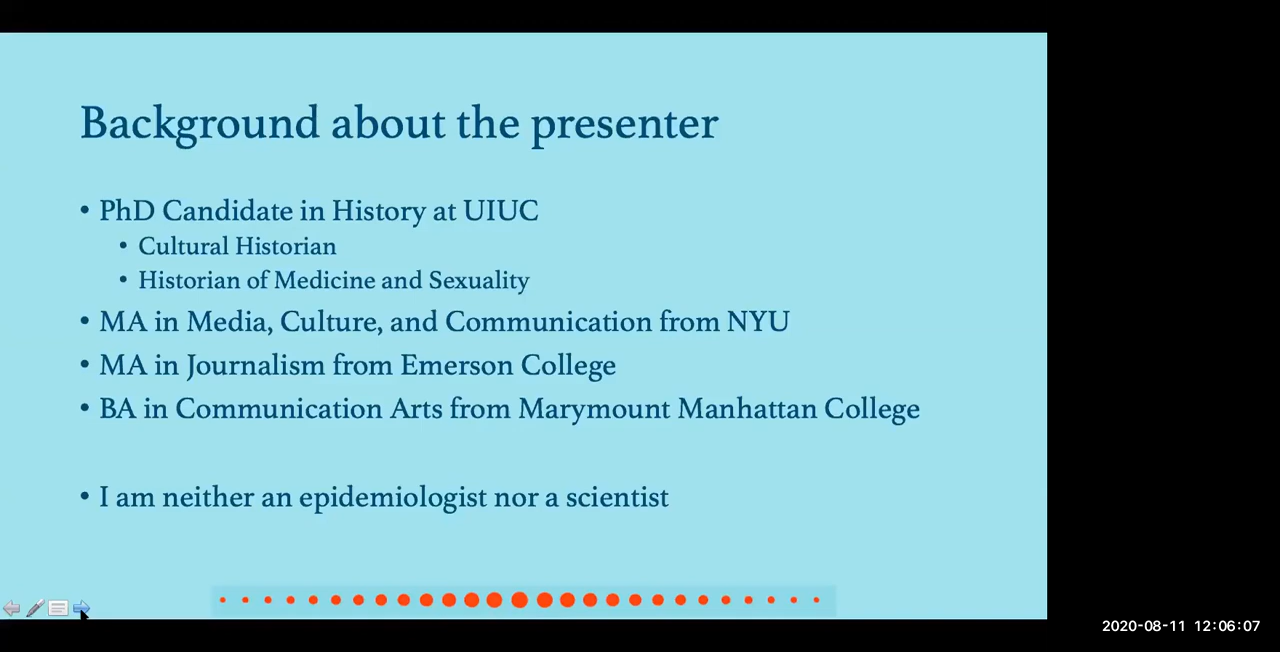 Background about the presenter
• PhD Candidate in History at UIUC
• Cultural Historian
• Historian of Medicine and Sexuality
• MA in Media, Culture, and Communication from NYU
• MA in Journalism from Emerson College
• BA in Communication Arts from Marymount Manhattan College
• I am neither an epidemiologist nor a scientist
2020-08-11 12:06:07